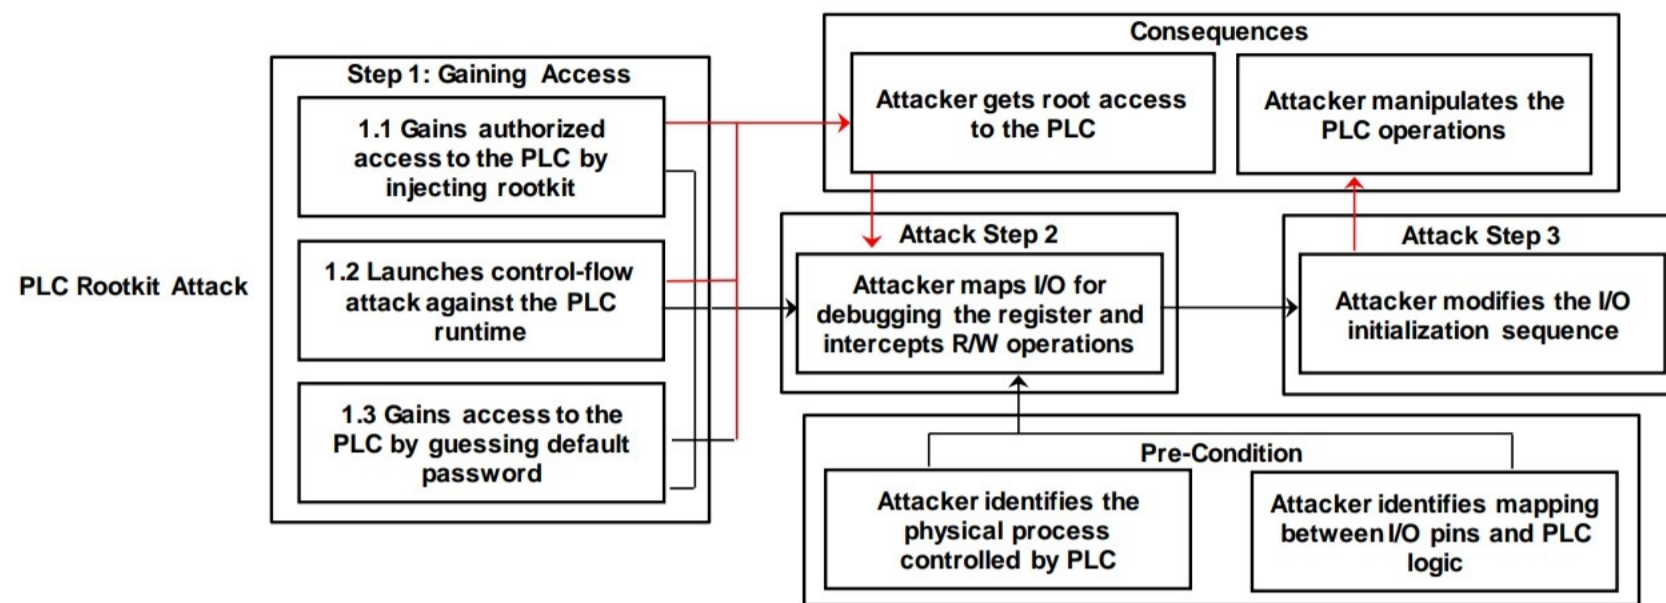 PLC Rootkit Attack
Step 1: Gaining Access
1.1 Gains authorized
access to the PLC by
injecting rootkit
1.2 Launches control-flow
attack against the PLC
runtime
1.3 Gains access to the
PLC by guessing default
password
Consequences
Attacker gets root access
to the PLC
Attacker manipulates the
PLC operations
Attack Step 2
Attacker maps I/O for
debugging the register and
intercepts R/W operations
Attack Step 3
Attacker modifies the I/O
initialization sequence
Pre-Condition
Attacker identifies the
physical process
controlled by PLC
Attacker identifies mapping
between I/O pins and PLC
logic